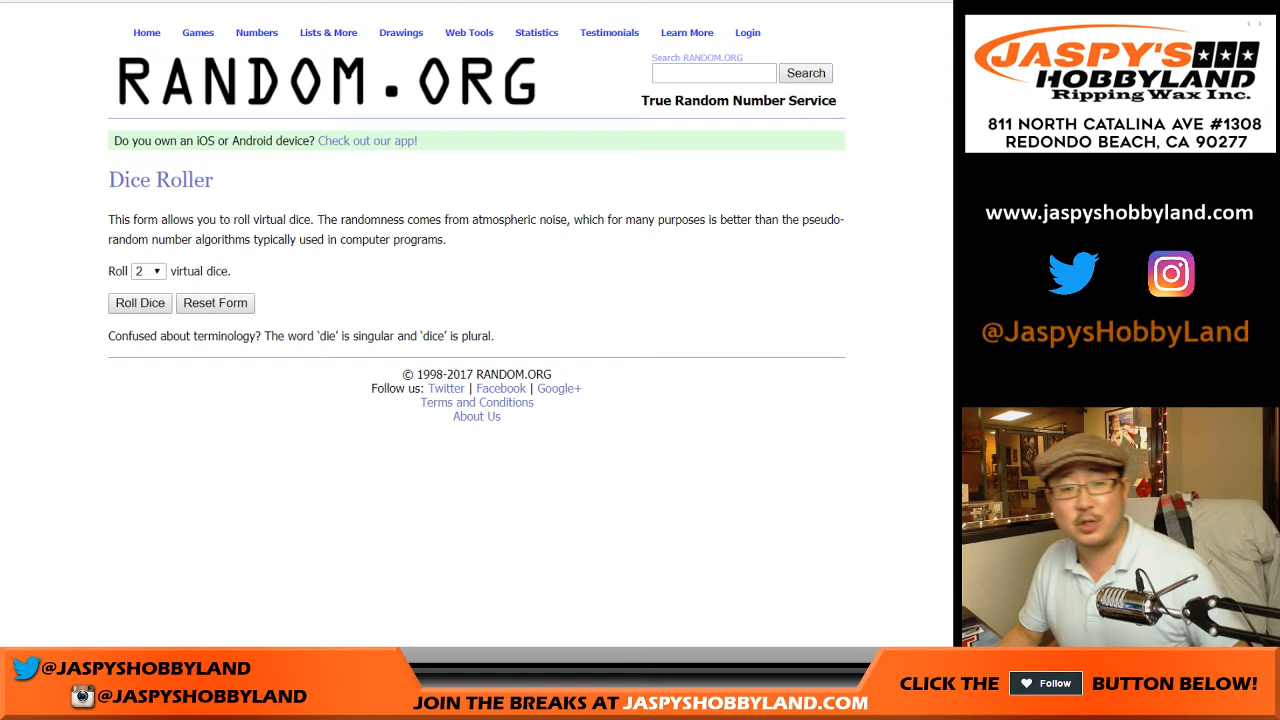 Home Games Numbers Lists & More Drawings Web Tools Statistics Testimonials Learn More Login
RANDOM.ORG
Search RANDOM.ORG
Search
True Random Number Service
Do you own an iOS or Android device? Check out our app!
Dice Roller
This form allows you to roll virtual dice. The randomness comes from atmospheric noise, which for many purposes is better than the pseudo-
random number algorithms typically used in computer programs.
Roll 2 virtual dice.
Roll Dice Reset Form
Confused about terminology? The word ‘die’ is singular and ‘dice’ is plural.
© 1998-2017 RANDOM.ORG
Follow us: Twitter | Facebook | Google+
Terms and Conditions
About Us
JASPY'S
HOBBYLAND
Ripping Wax Inc.
811 NORTH CATALINA AVE #1308
REDONDO BEACH, CA 90277
www.jaspyshobbyland.com
@JaspysHobbyLand
@JASPYSHOBBYLAND
@JASPYSHOBBYLAND
JOIN THE BREAKS AT JASPYSHOBBYLAND.COM
CLICK THE Follow BUTTON BELOW!